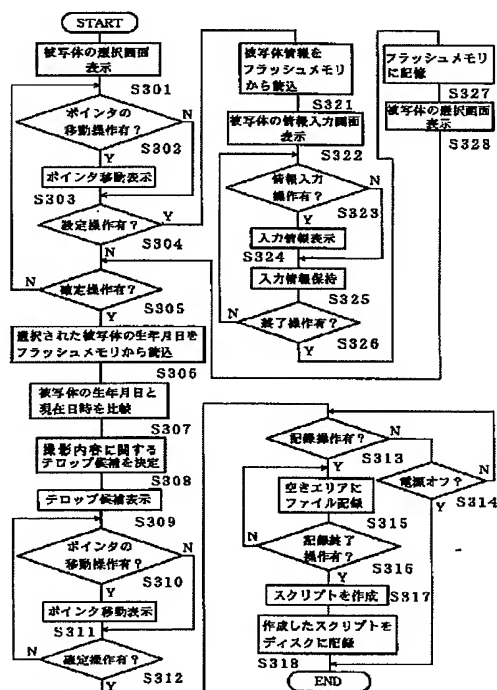 START
被写体の選択画面
表示
S301
ポインタの
移動操作有?
N
S302
Y
ポインタ移動表示
S303
設定操作有?
Y
S304
N
確定操作有?
N
S305
Y
選択された被写体の生年月日を
フラッシュメモリから読込
S306
被写体の生年月日と
現在日時を比較
S307
撮影内容に関する
テロップ候補を決定
S308
テロップ候補表示
S309
ポインタの
移動操作有?
N
S310
Y
ポインタ移動表示
S311
確定操作有?
N
S312
Y
被写体情報を
フラッシュメモリ
から読込
S321
被写体の情報入力画面
表示
S322
情報入力
操作有?
N
S323
Y
入力情報表示
S324
入力情報保持
S325
終了操作有?
N
S326
Y
フラッシュメモリ
に記憶
S327
被写体の選択画面
表示
S328
記録操作有?
N
S313
Y
電源オフ?
N
S314
Y
空きエリアに
ファイル記録
S315
記録終了
操作有?
N
S316
Y
スクリプトを作成
S317
作成したスクリプトを
ディスクに記録
S318
END